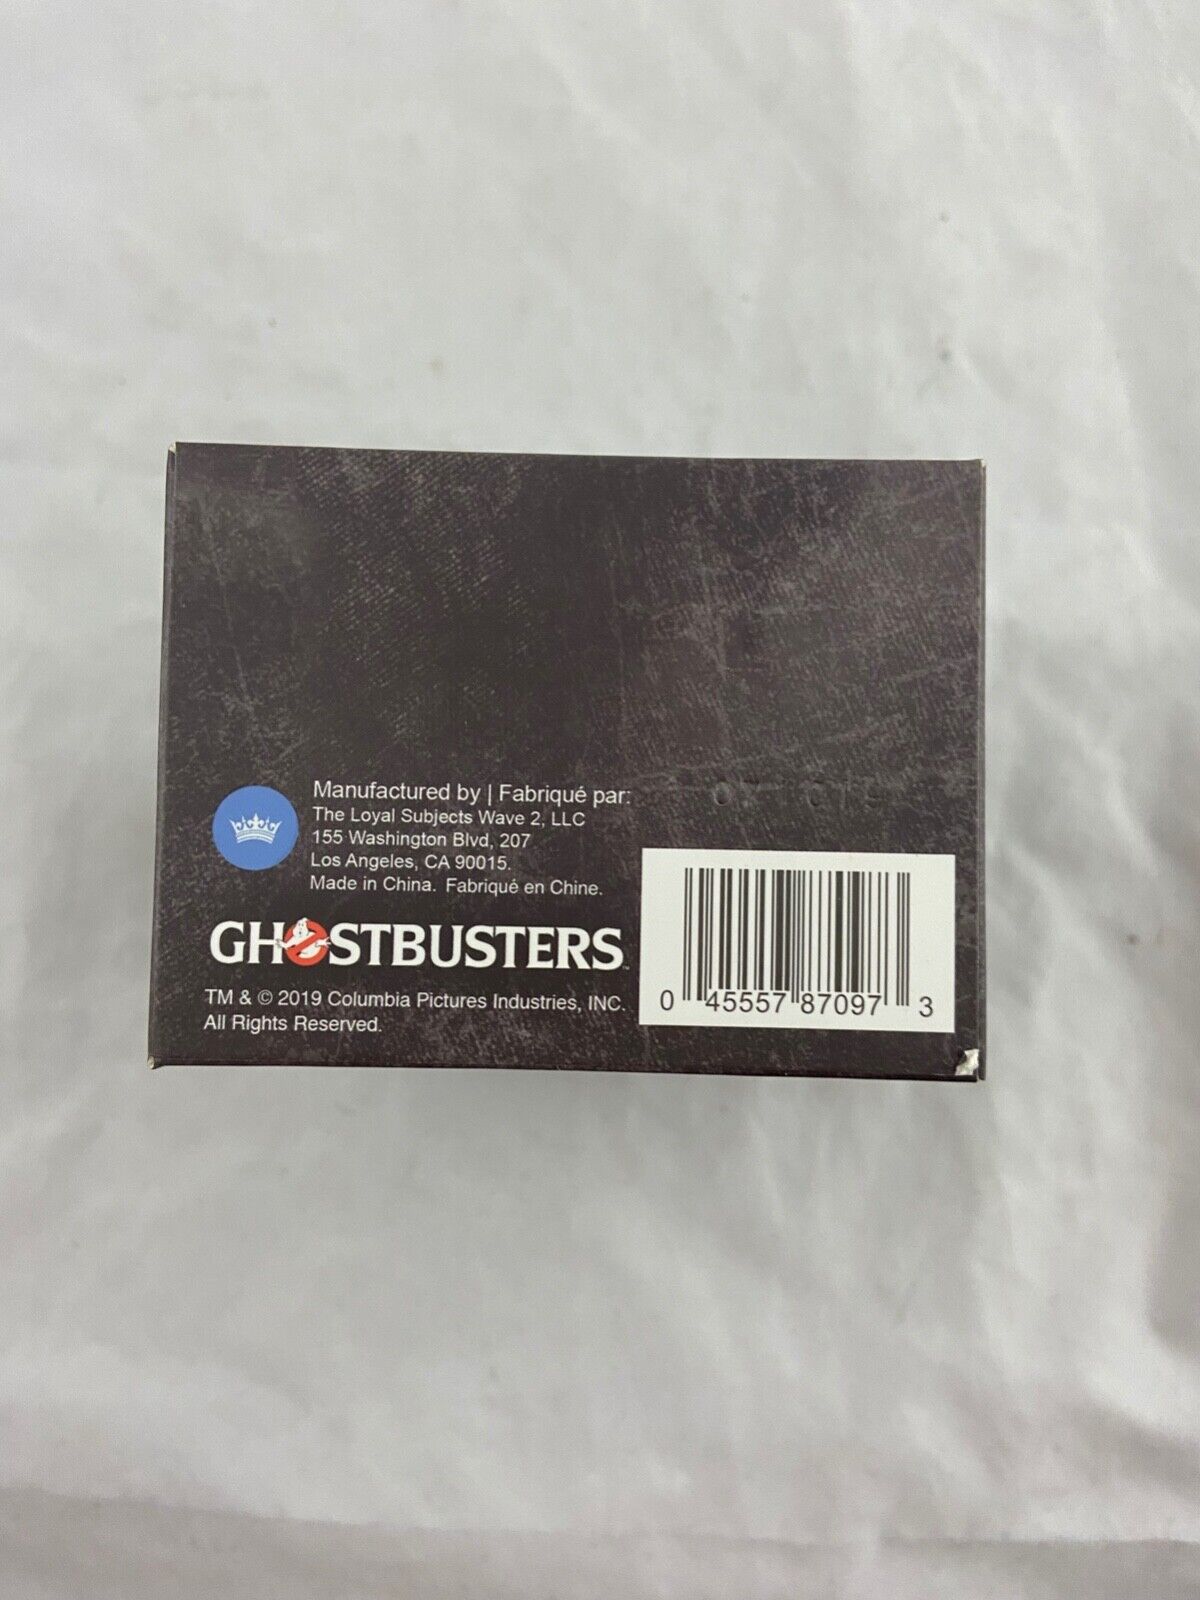 Manufactured by | Fabriqué par:
The Loyal Subjects Wave 2, LLC
155 Washington Blvd, 207
Los Angeles, CA 90015.
Made in China. Fabriqué en Chine.
GHOSTBUSTERS™
TM & © 2019 Columbia Pictures Industries, INC.
All Rights Reserved.
0 45557 87097 3